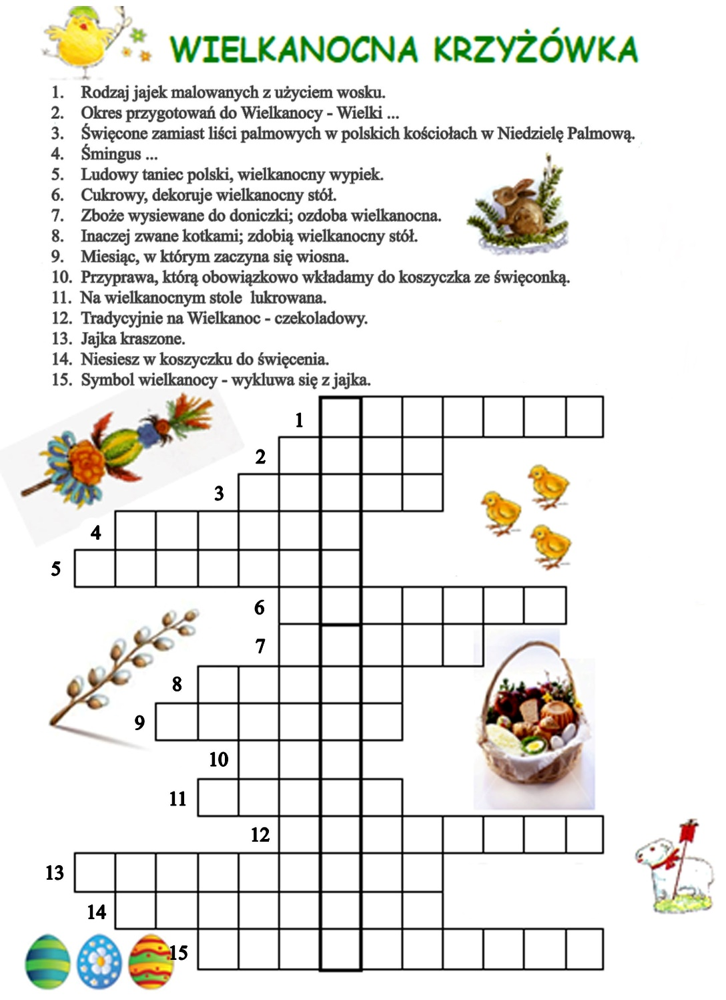 WIELKANOCNA KRZYŻÓWKA
1. Rodzaj jajek malowanych z użyciem wosku.
2. Okres przygotowań do Wielkanocy - Wielki ...
3. Święcone zamiast liści palmowych w polskich kościołach w Niedzielę Palmową.
4. Śmingus ...
5. Ludowy taniec polski, wielkanocny wypiek.
6. Cukrowy, dekoruje wielkanocny stół.
7. Zboże wysiewane do doniczki; ozdoba wielkanocna.
8. Inaczej zwane kotkami; zdobią wielkanocny stół.
9. Miesiąc, w którym zaczyna się wiosna.
10. Przyprawa, którą obowiązkowo wkładamy do koszyczka ze święconką.
11. Na wielkanocnym stole lukrowana.
12. Tradycyjnie na Wielkanoc - czekoladowy.
13. Jajka kraszone.
14. Niesiesz w koszyczku do święcenia.
15. Symbol wielkanocy - wykluwa się z jajka.
1
2
3
4
5
6
7
8
9
10
11
12
13
14
15